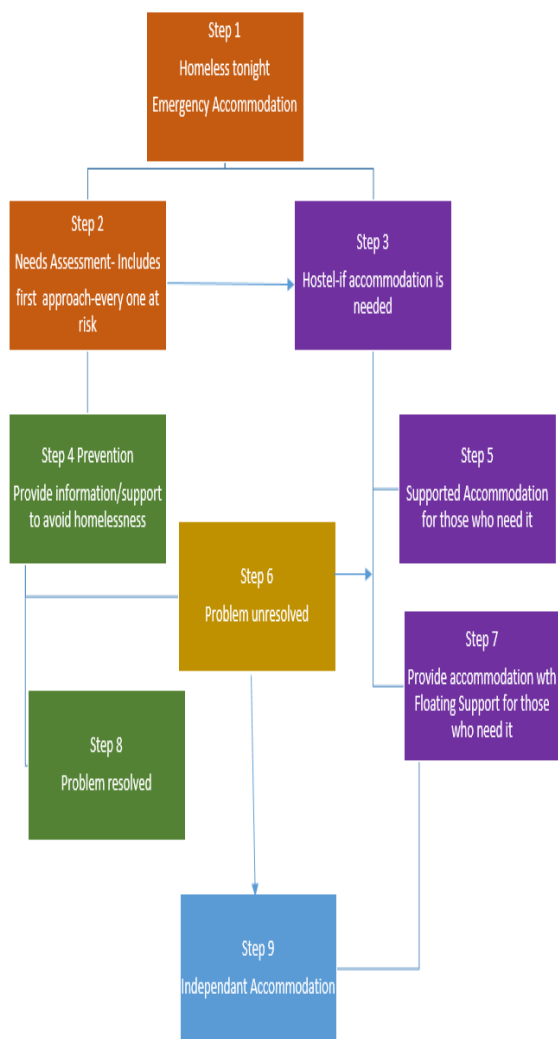 Step 1
Homeless tonight
Emergency Accommodation
Step 2
Needs Assessment- Includes
first approach-every one at
risk
Step 3
Hostel-if accommodation is
needed
Step 4 Prevention
Provide information/support
to avoid homelessness
Step 5
Supported Accommodation
for those who need it
Step 6
Problem unresolved
Step 7
Provide accommodation wth
Floating Support for those
who need it
Step 8
Problem resolved
Step 9
Independant Accommodation